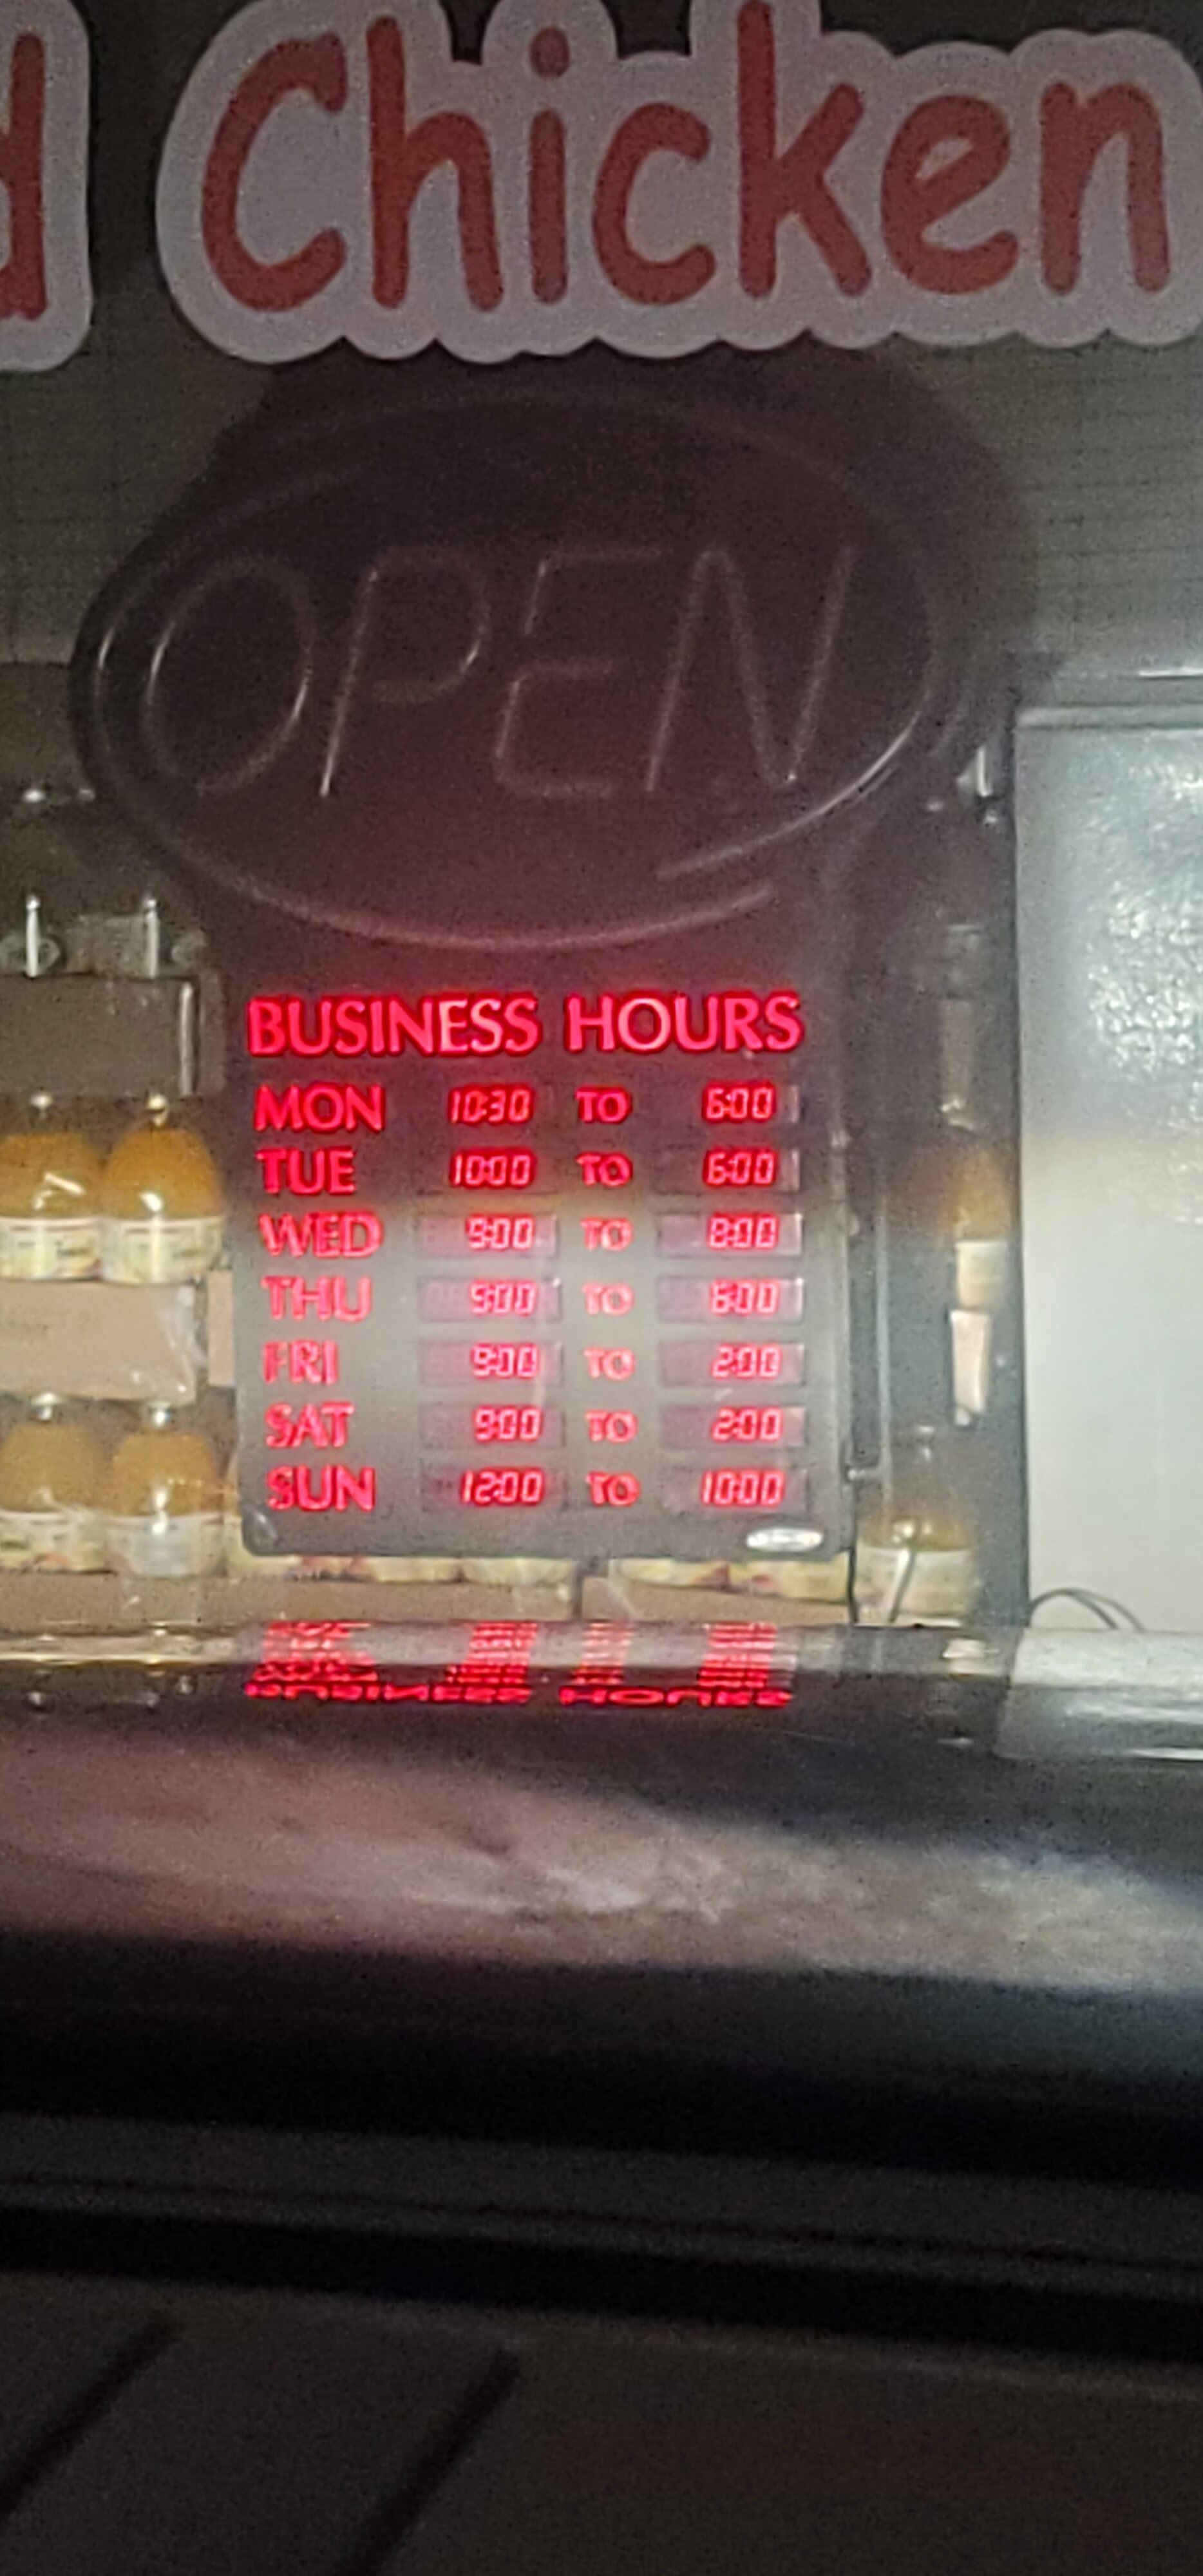 d Chicken
OPEN
BUSINESS HOURS
MON 10:30 TO 6:00
TUE 10:00 TO 6:00
WED 9:00 TO 8:00
THU 9:00 TO 8:00
FRI 9:00 TO 2:00
SAT 9:00 TO 2:00
SUN 12:00 TO 10:00
BUSINESS HOURS